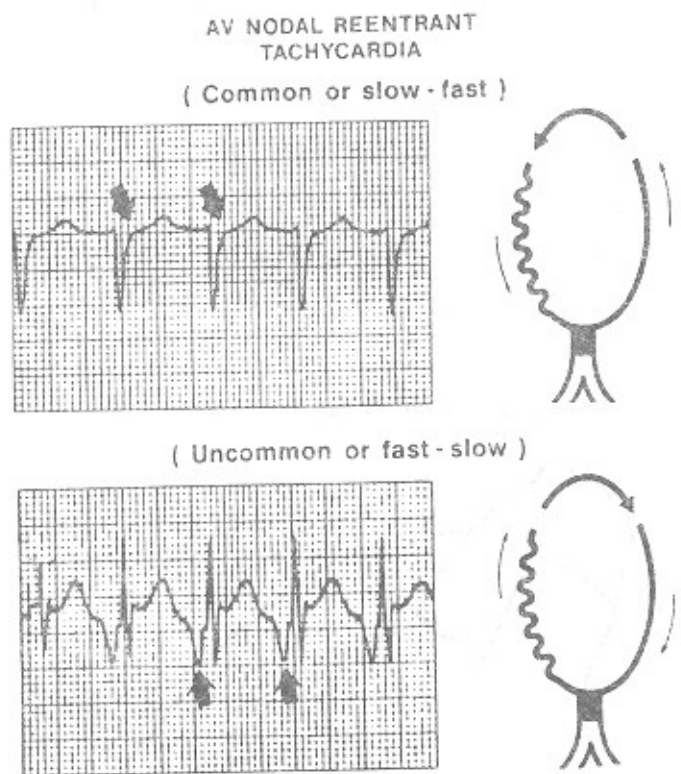 AV NODAL REENTRANT
TACHYCARDIA
( Common or slow - fast )
( Uncommon or fast - slow )